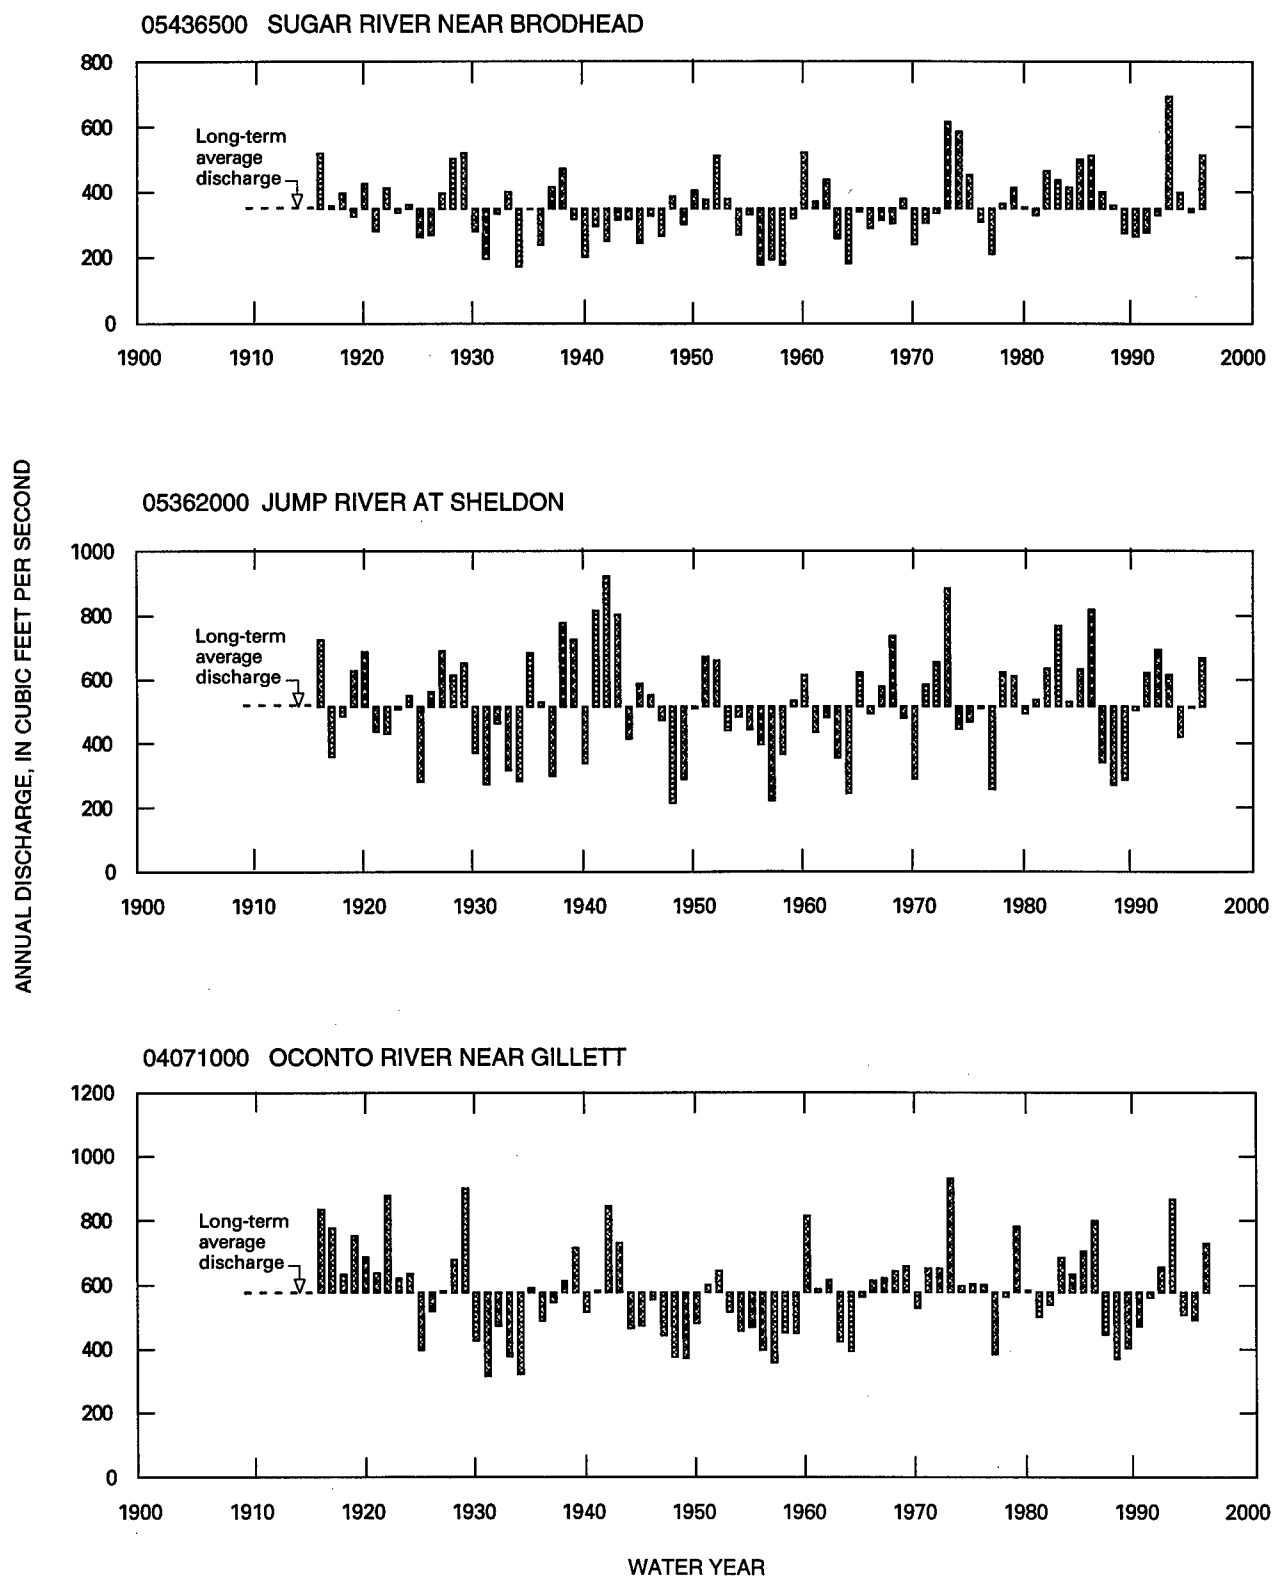 05436500 SUGAR RIVER NEAR BRODHEAD
800
600
400
200
0
Long-term
average
discharge
1900 1910 1920 1930 1940 1950 1960 1970 1980 1990 2000
ANNUAL DISCHARGE, IN CUBIC FEET PER SECOND
05362000 JUMP RIVER AT SHELDON
1000
800
600
400
200
0
Long-term
average
discharge
1900 1910 1920 1930 1940 1950 1960 1970 1980 1990 2000
04071000 OCONTO RIVER NEAR GILLETT
1200
1000
800
600
400
200
0
Long-term
average
discharge
1900 1910 1920 1930 1940 1950 1960 1970 1980 1990 2000
WATER YEAR